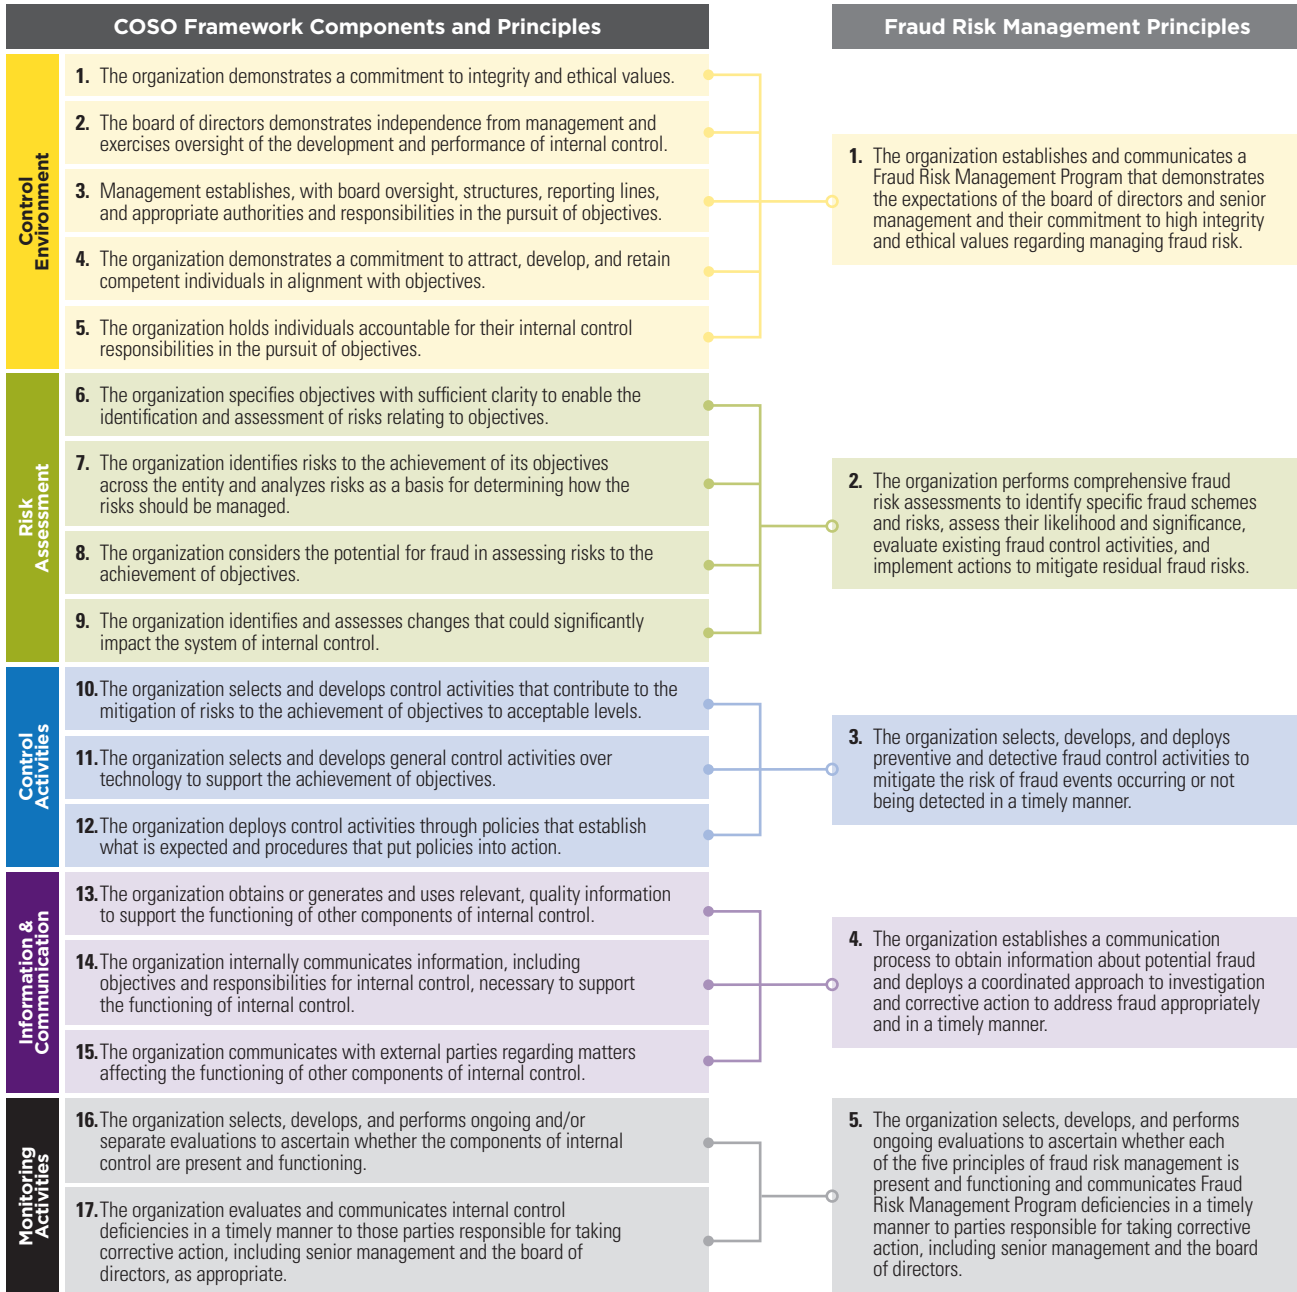 COSO Framework Components and Principles
Fraud Risk Management Principles
Control
Environment
1. The organization demonstrates a commitment to integrity and ethical values.
2. The board of directors demonstrates independence from management and
exercises oversight of the development and performance of internal control.
3. Management establishes, with board oversight, structures, reporting lines,
and appropriate authorities and responsibilities in the pursuit of objectives.
4. The organization demonstrates a commitment to attract, develop, and retain
competent individuals in alignment with objectives.
5. The organization holds individuals accountable for their internal control
responsibilities in the pursuit of objectives.
1. The organization establishes and communicates a
Fraud Risk Management Program that demonstrates
the expectations of the board of directors and senior
management and their commitment to high integrity
and ethical values regarding managing fraud risk.
Risk
Assessment
6. The organization specifies objectives with sufficient clarity to enable the
identification and assessment of risks relating to objectives.
7. The organization identifies risks to the achievement of its objectives
across the entity and analyzes risks as a basis for determining how the
risks should be managed.
8. The organization considers the potential for fraud in assessing risks to the
achievement of objectives.
9. The organization identifies and assesses changes that could significantly
impact the system of internal control.
2. The organization performs comprehensive fraud
risk assessments to identify specific fraud schemes
and risks, assess their likelihood and significance,
evaluate existing fraud control activities, and
implement actions to mitigate residual fraud risks.
Control
Activities
10. The organization selects and develops control activities that contribute to the
mitigation of risks to the achievement of objectives to acceptable levels.
11. The organization selects and develops general control activities over
technology to support the achievement of objectives.
12. The organization deploys control activities through policies that establish
what is expected and procedures that put policies into action.
3. The organization selects, develops, and deploys
preventive and detective fraud control activities to
mitigate the risk of fraud events occurring or not
being detected in a timely manner.
Information &
Communication
13. The organization obtains or generates and uses relevant, quality information
to support the functioning of other components of internal control.
14. The organization internally communicates information, including
objectives and responsibilities for internal control, necessary to support
the functioning of internal control.
15. The organization communicates with external parties regarding matters
affecting the functioning of other components of internal control.
4. The organization establishes a communication
process to obtain information about potential fraud
and deploys a coordinated approach to investigation
and corrective action to address fraud appropriately
and in a timely manner.
Monitoring
Activities
16. The organization selects, develops, and performs ongoing and/or
separate evaluations to ascertain whether the components of internal
control are present and functioning.
17. The organization evaluates and communicates internal control
deficiencies in a timely manner to those parties responsible for taking
corrective action, including senior management and the board of
directors, as appropriate.
5. The organization selects, develops, and performs
ongoing evaluations to ascertain whether each
of the five principles of fraud risk management is
present and functioning and communicates Fraud
Risk Management Program deficiencies in a timely
manner to parties responsible for taking corrective
action, including senior management and the board
of directors.